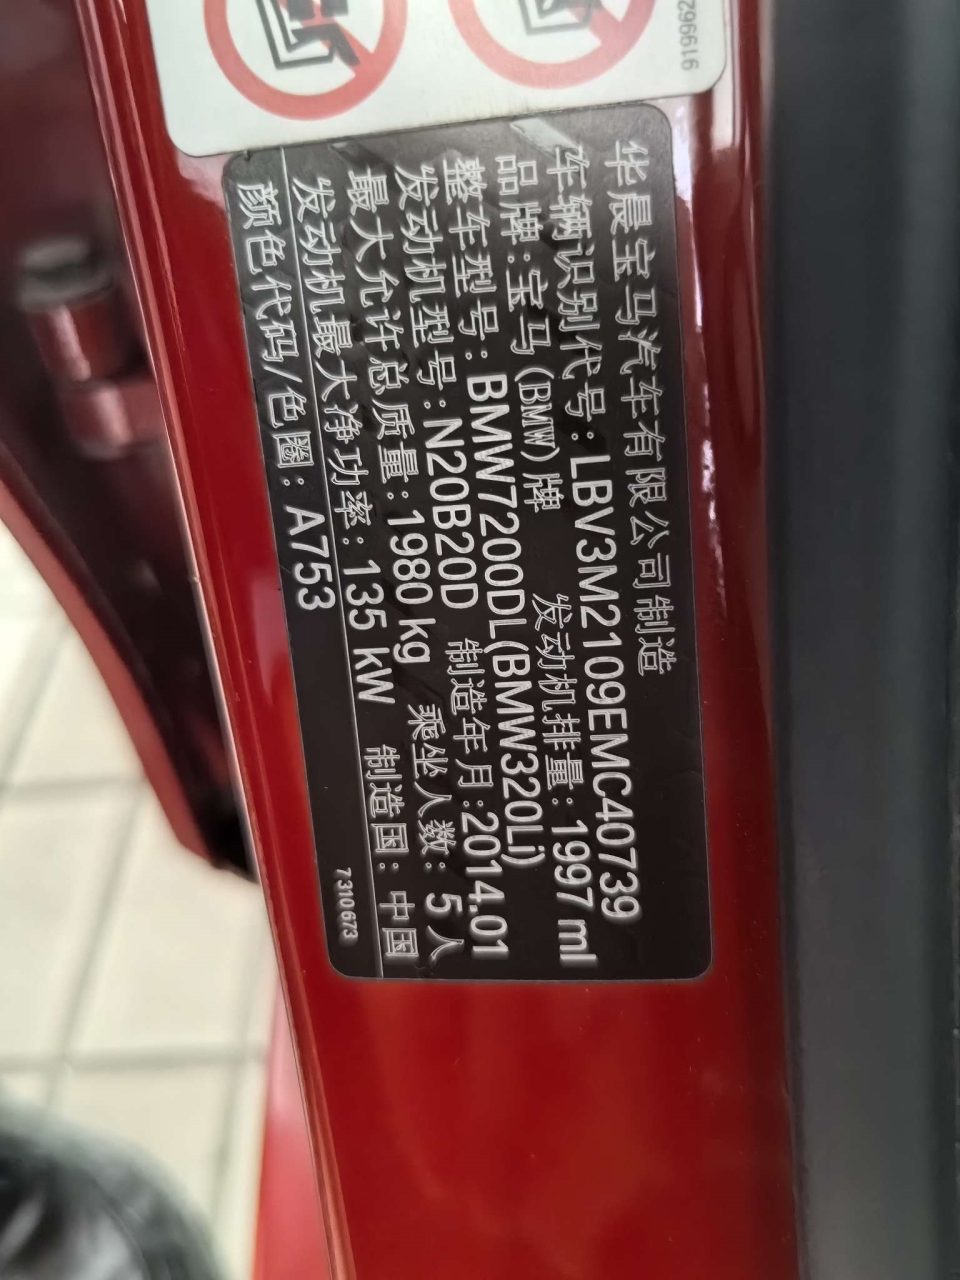 9199662
华晨宝马汽车有限公司制造
车辆识别代号:LBV3M2109EMC40739
品牌:宝马(BMW)牌 发动机排量:1997 ml
整车型号:BMW7200DL(BMW320Li)
发动机型号:N20B20D 制造年月:2014.01
最大允许总质量:1980 kg 乘坐人数:5人
发动机最大净功率:135 kW 制造国:中国
颜色代码/色圈:A753
7310673